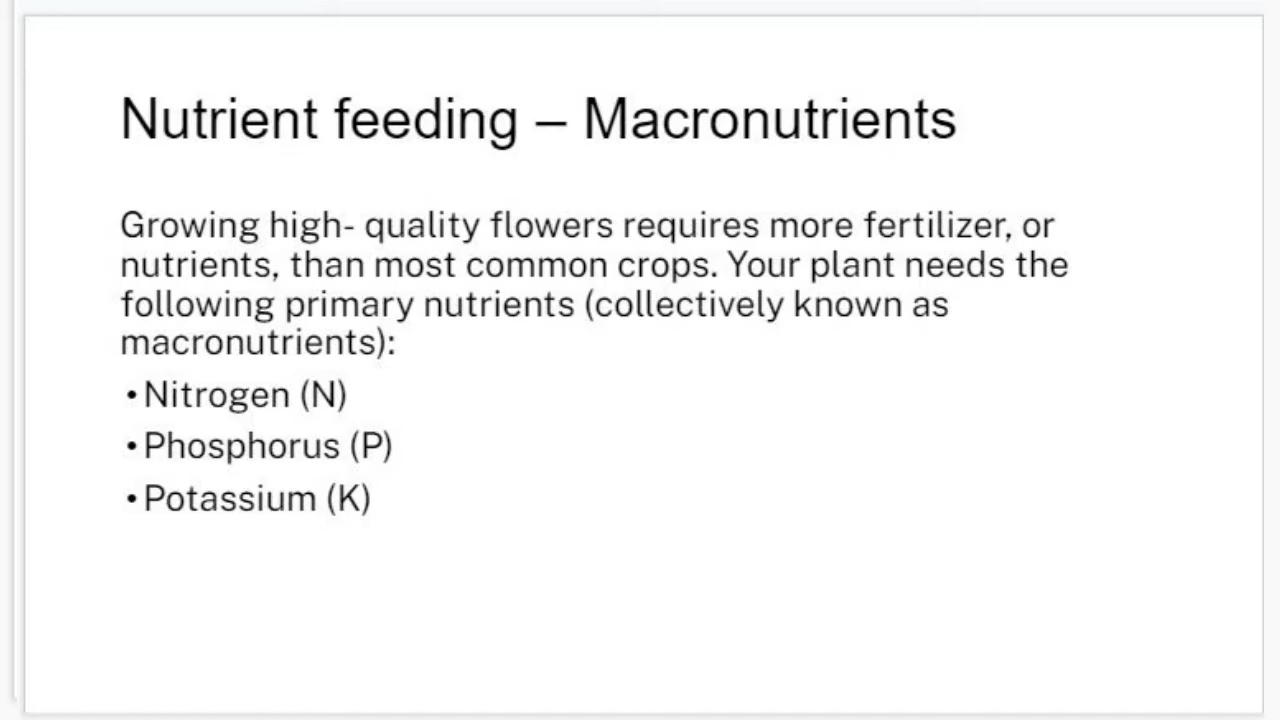 Nutrient feeding – Macronutrients
Growing high- quality flowers requires more fertilizer, or
nutrients, than most common crops. Your plant needs the
following primary nutrients (collectively known as
macronutrients):
•Nitrogen (N)
•Phosphorus (P)
•Potassium (K)